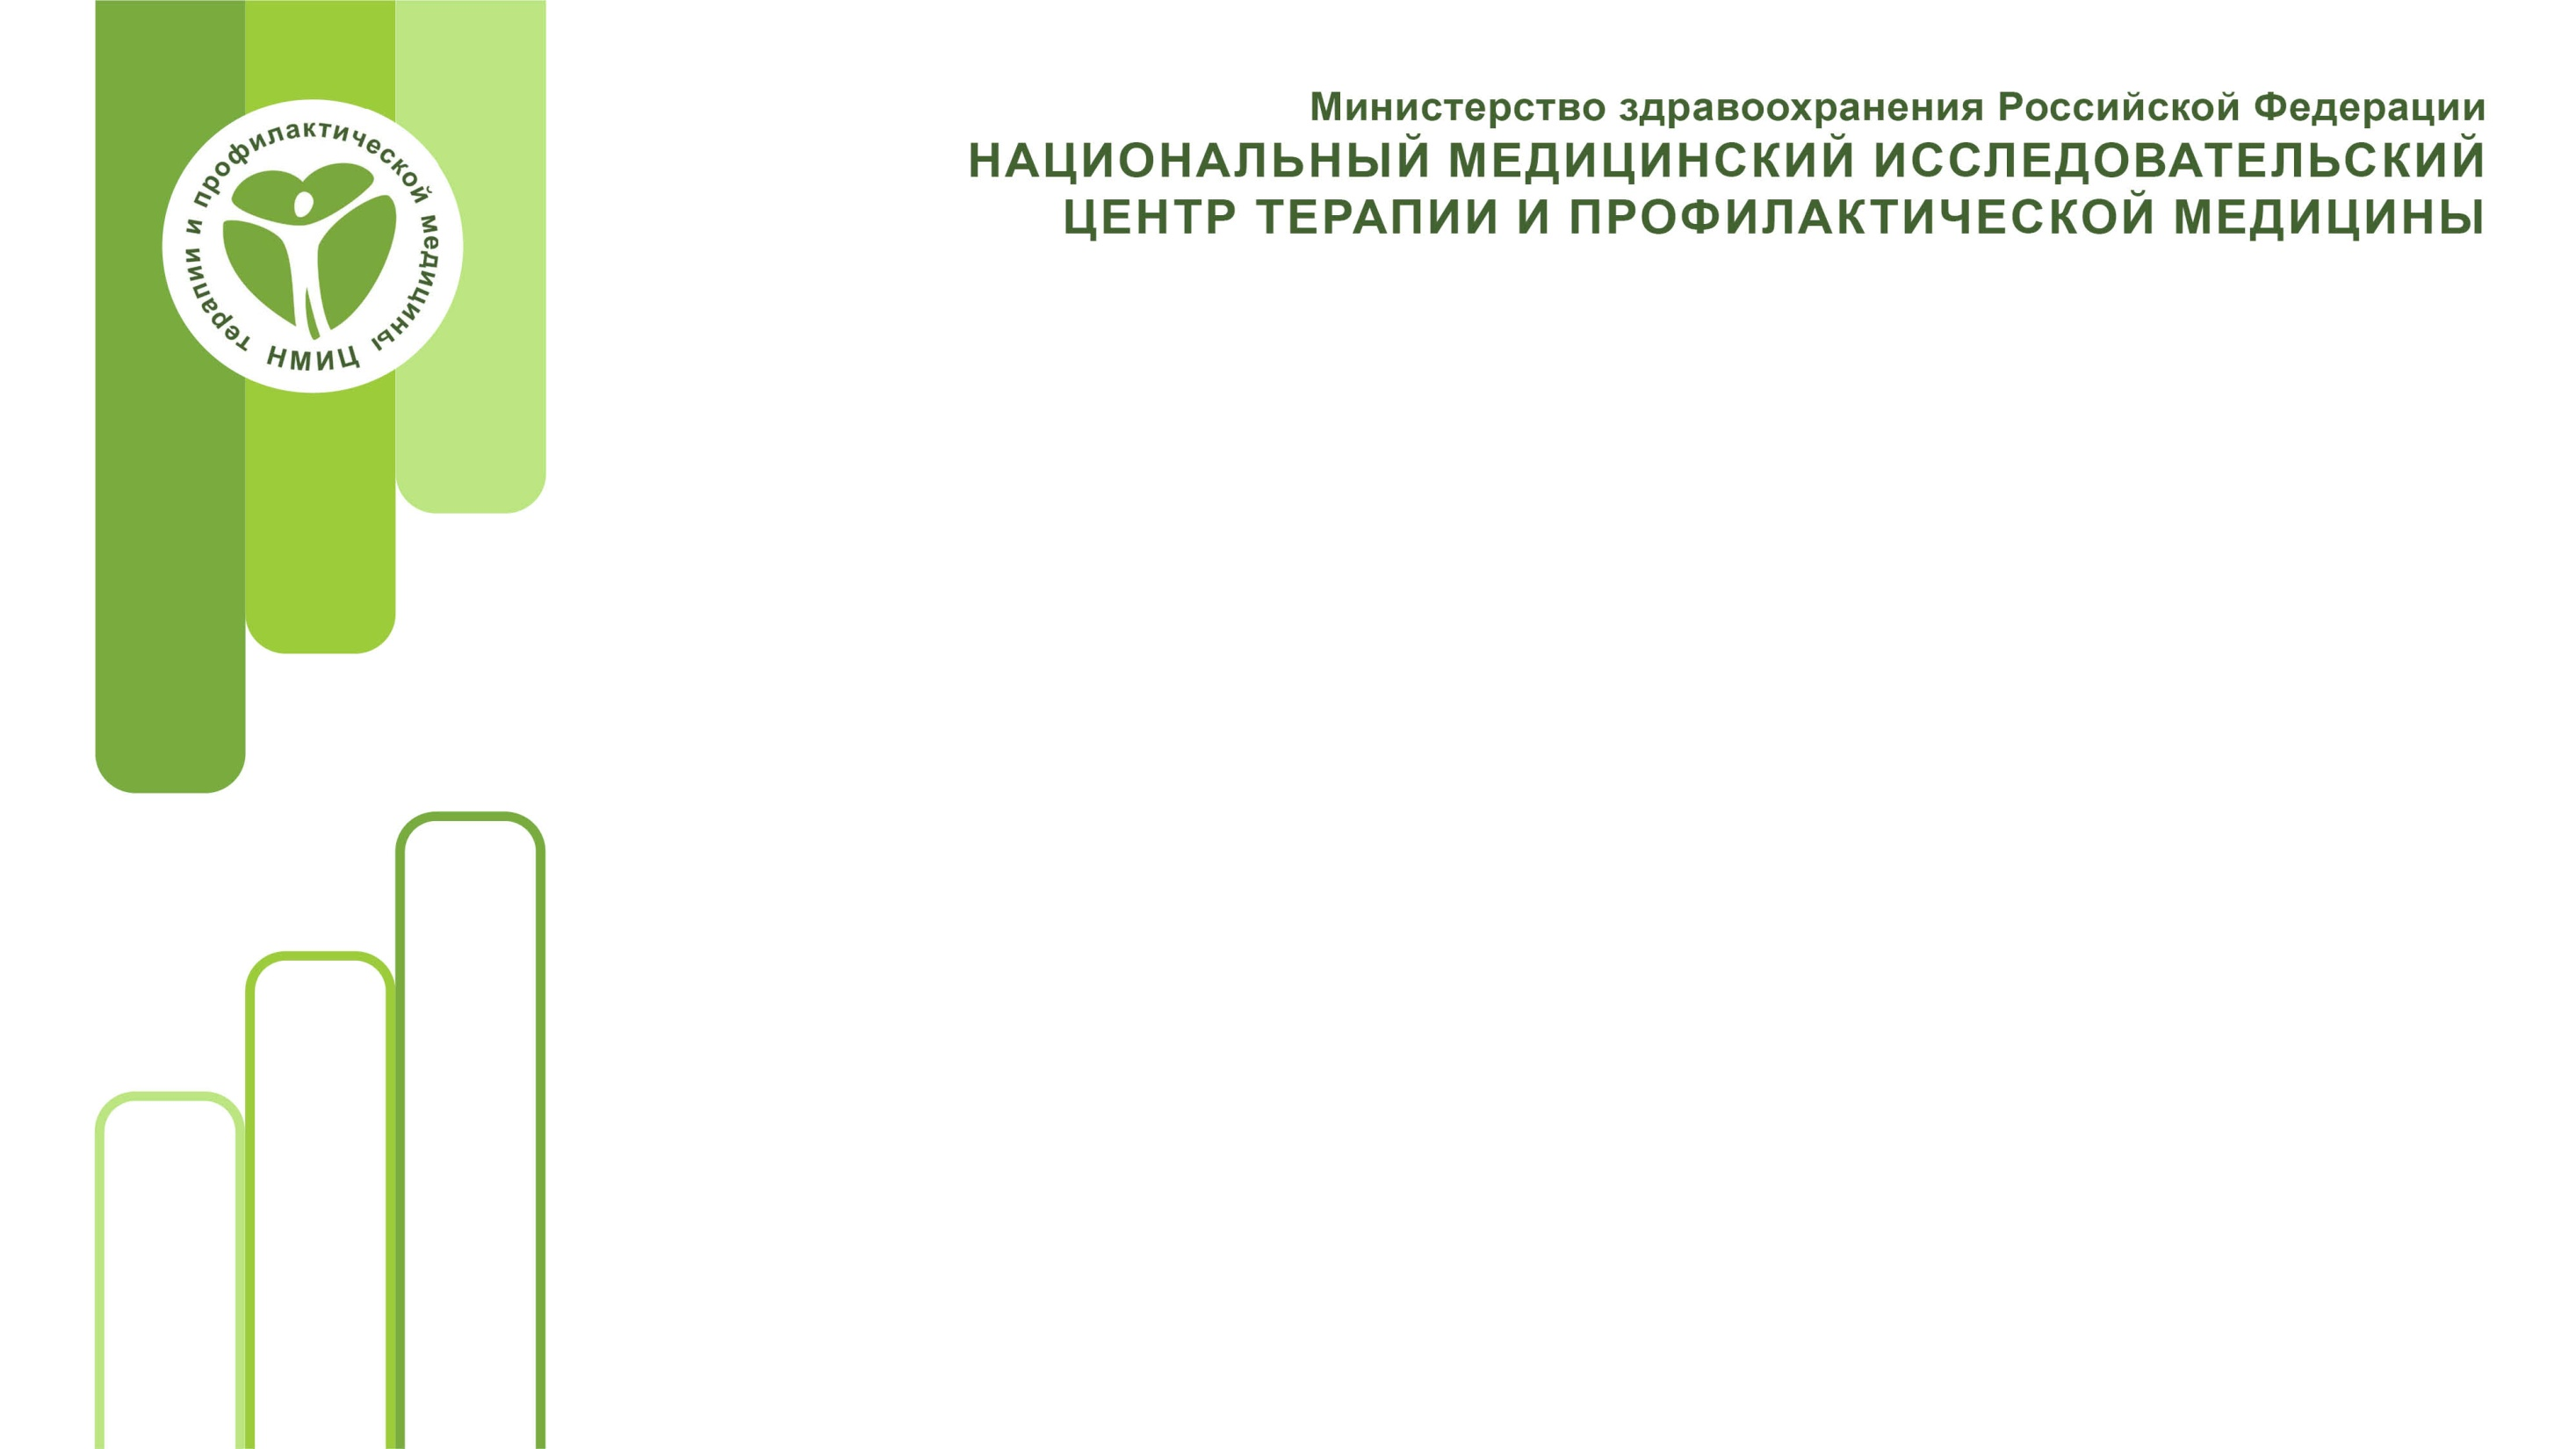 НМИЦ терапии и профилактической медицины
Министерство здравоохранения Российской Федерации
НАЦИОНАЛЬНЫЙ МЕДИЦИНСКИЙ ИССЛЕДОВАТЕЛЬСКИЙ
ЦЕНТР ТЕРАПИИ И ПРОФИЛАКТИЧЕСКОЙ МЕДИЦИНЫ